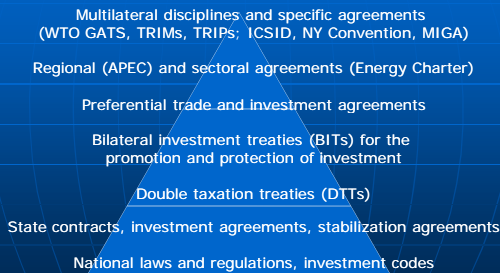 Multilateral disciplines and specific agreements
(WTO GATS, TRIMs, TRIPs; ICSID, NY Convention, MIGA)
Regional (APEC) and sectoral agreements (Energy Charter)
Preferential trade and investment agreements
Bilateral investment treaties (BITs) for the
promotion and protection of investment
Double taxation treaties (DTTs)
State contracts, investment agreements, stabilization agreements
National laws and regulations, investment codes